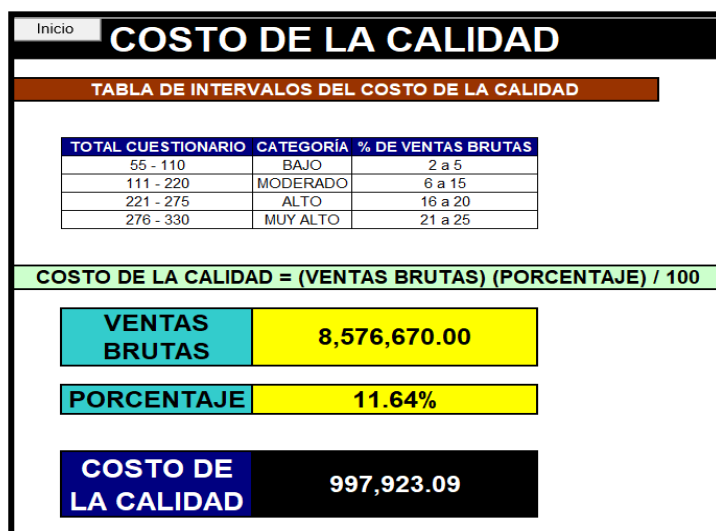 Inicio
COSTO DE LA CALIDAD
TABLA DE INTERVALOS DEL COSTO DE LA CALIDAD
TOTAL CUESTIONARIO CATEGORÍA % DE VENTAS BRUTAS
55 - 110 BAJO 2 a 5
111 - 220 MODERADO 6 a 15
221 - 275 ALTO 16 a 20
276 - 330 MUY ALTO 21 a 25
COSTO DE LA CALIDAD = (VENTAS BRUTAS) (PORCENTAJE) / 100
VENTAS
BRUTAS
8,576,670.00
PORCENTAJE 11.64%
COSTO DE
LA CALIDAD
997,923.09